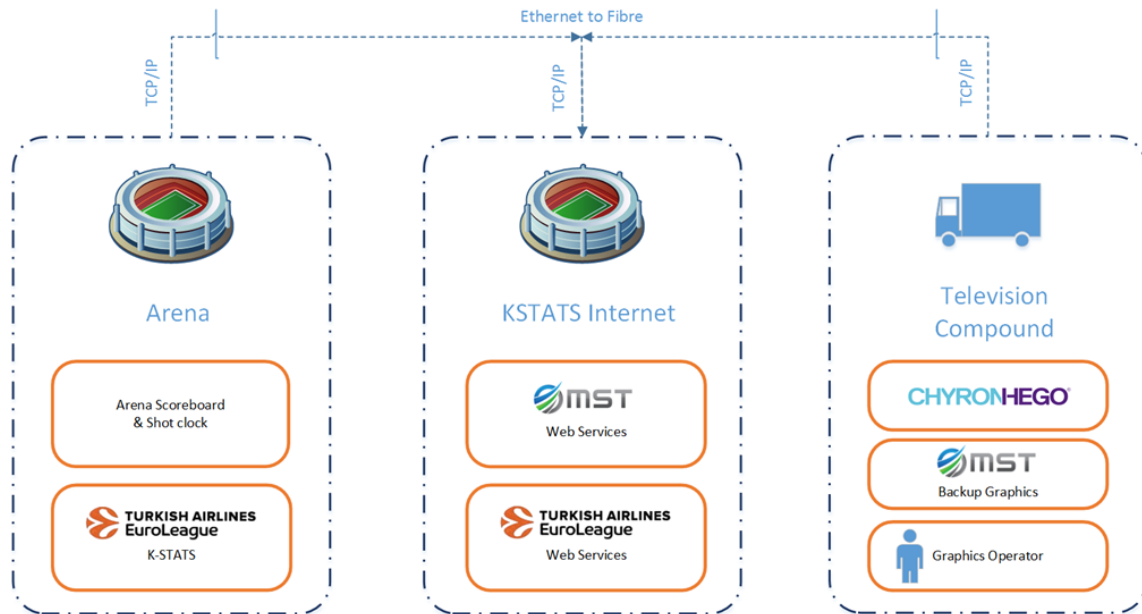 Ethernet to Fibre
TCP/IP
TCP/IP
TCP/IP
Arena
Arena Scoreboard
& Shot clock
TURKISH AIRLINES
EuroLeague
K-STATS
KSTATS Internet
MST
Web Services
TURKISH AIRLINES
EuroLeague
Web Services
Television
Compound
CHYRONHEGO®
MST
Backup Graphics
Graphics Operator